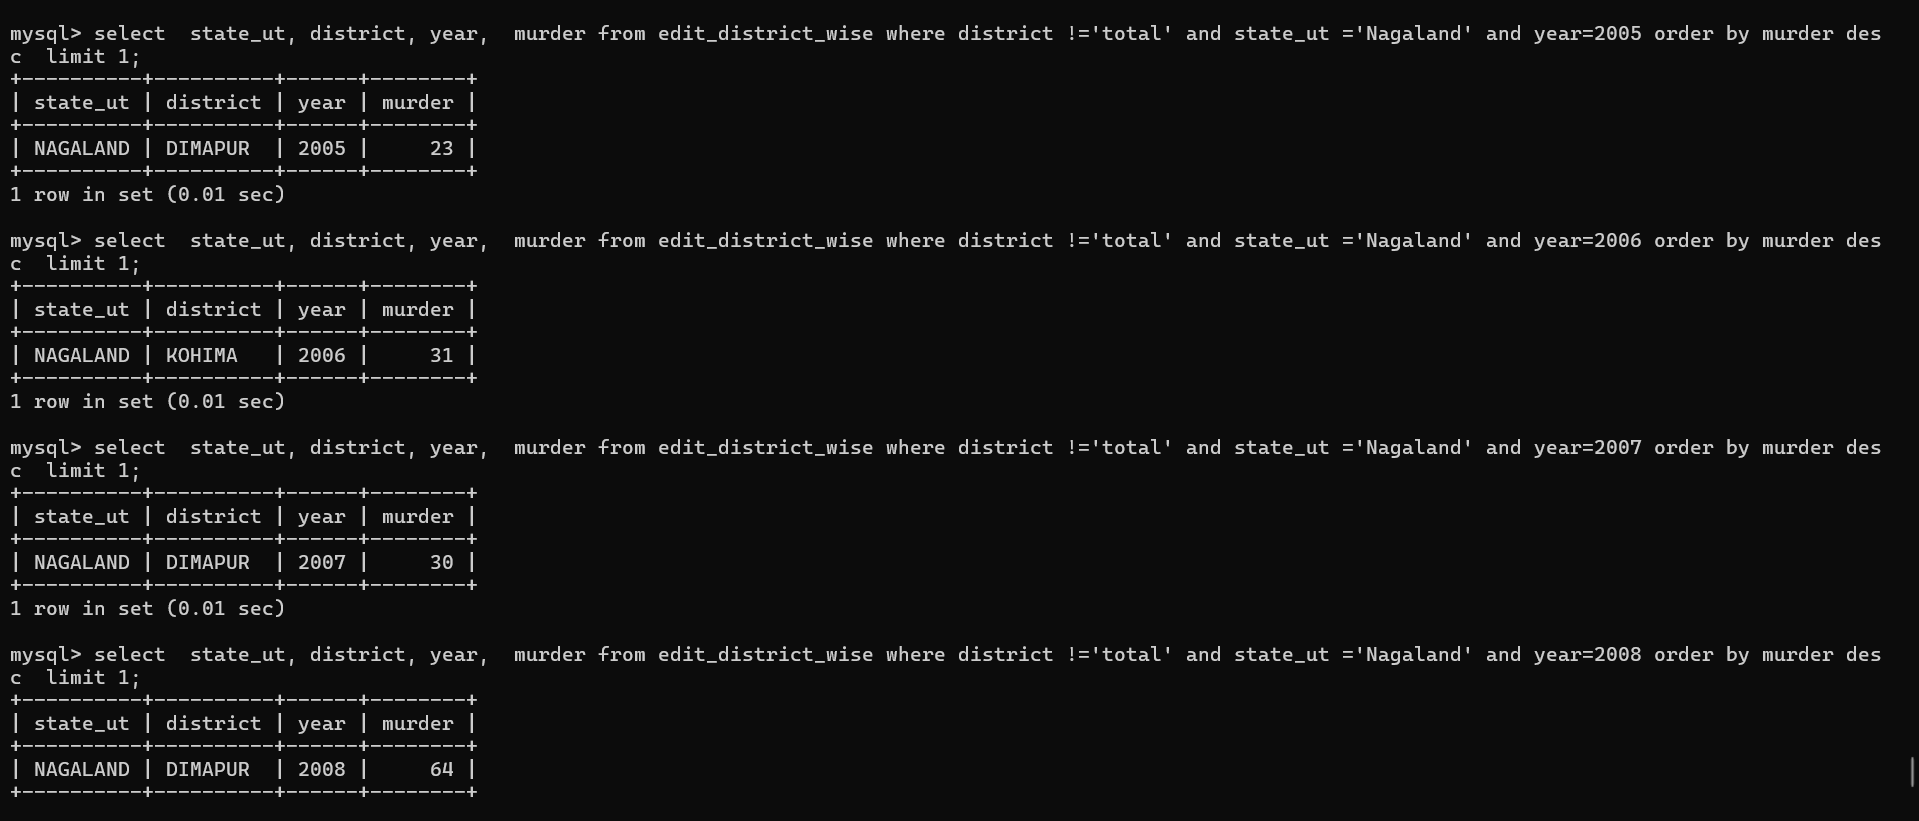 mysql> select  state_ut, district, year,  murder from edit_district_wise where district !='total' and state_ut ='Nagaland' and year=2005 order by murder des
c  limit 1;
+----------+----------+------+--------+
| state_ut | district | year | murder |
+----------+----------+------+--------+
| NAGALAND | DIMAPUR  | 2005 |     23 |
+----------+----------+------+--------+
1 row in set (0.01 sec)
mysql> select  state_ut, district, year,  murder from edit_district_wise where district !='total' and state_ut ='Nagaland' and year=2006 order by murder des
c  limit 1;
+----------+----------+------+--------+
| state_ut | district | year | murder |
+----------+----------+------+--------+
| NAGALAND | KOHIMA   | 2006 |     31 |
+----------+----------+------+--------+
1 row in set (0.01 sec)
mysql> select  state_ut, district, year,  murder from edit_district_wise where district !='total' and state_ut ='Nagaland' and year=2007 order by murder des
c  limit 1;
+----------+----------+------+--------+
| state_ut | district | year | murder |
+----------+----------+------+--------+
| NAGALAND | DIMAPUR  | 2007 |     30 |
+----------+----------+------+--------+
1 row in set (0.01 sec)
mysql> select  state_ut, district, year,  murder from edit_district_wise where district !='total' and state_ut ='Nagaland' and year=2008 order by murder des
c  limit 1;
+----------+----------+------+--------+
| state_ut | district | year | murder |
+----------+----------+------+--------+
| NAGALAND | DIMAPUR  | 2008 |     64 |
+----------+----------+------+--------+